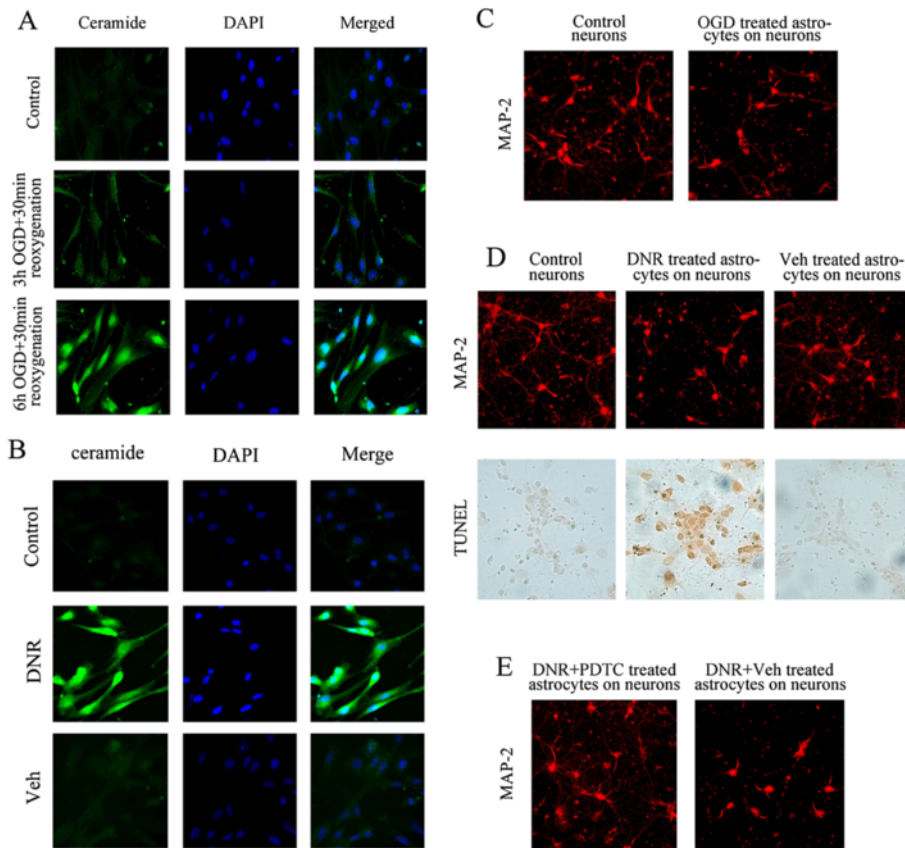 A
Ceramide DAPI Merged
Control
3h OGD+30min
reoxygenation
6h OGD+30min
reoxygenation
B
ceramide DAPI Merge
Control
DNR
Veh
C
Control
neurons
OGD treated astro-
cytes on neurons
MAP-2
D
Control
neurons
DNR treated astro-
cytes on neurons
Veh treated astro-
cytes on neurons
MAP-2
TUNEL
E
DNR+PDTC treated
astrocytes on neurons
DNR+Veh treated
astrocytes on neurons
MAP-2